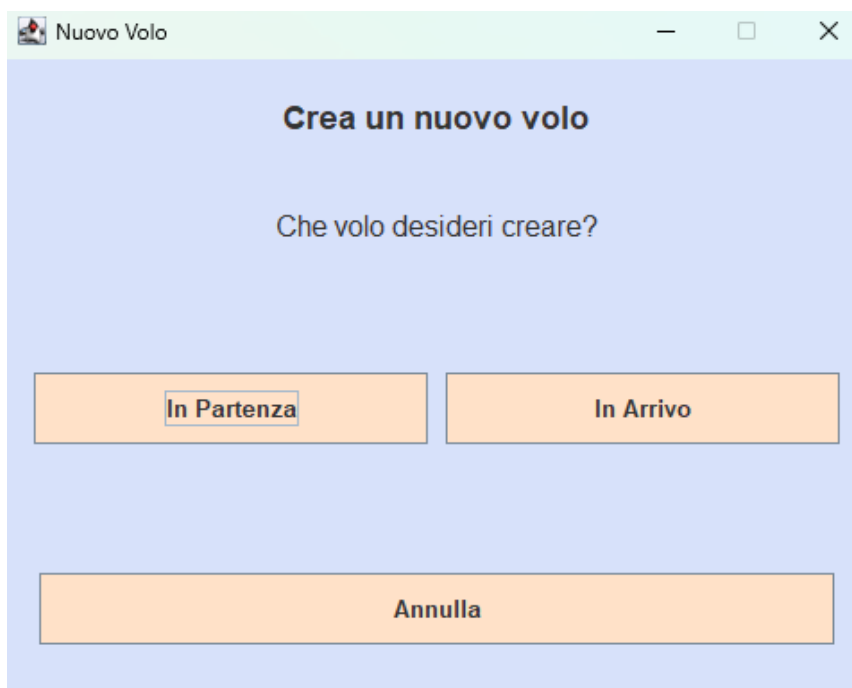 Nuovo Volo
Crea un nuovo volo
Che volo desideri creare?
In Partenza
In Arrivo
Annulla